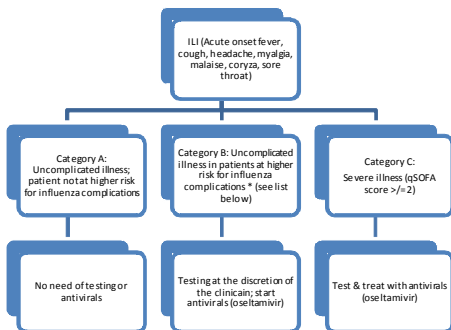 ILI (Acute onset fever,
cough, headache, myalgia,
malaise, coryza, sore
throat)
Category A:
Uncomplicated illness;
patient not at higher risk
for influenza complications
Category B: Uncomplicated
illness in patients at higher
risk for influenza
complications * (see list
below)
Category C:
Severe illness (qSOFA
score >/=2)
No need of testing or
antivirals
Testing at the discretion of
the clinicain; start
antivirals (oseltamivir)
Test & treat with antivirals
(oseltamivir)